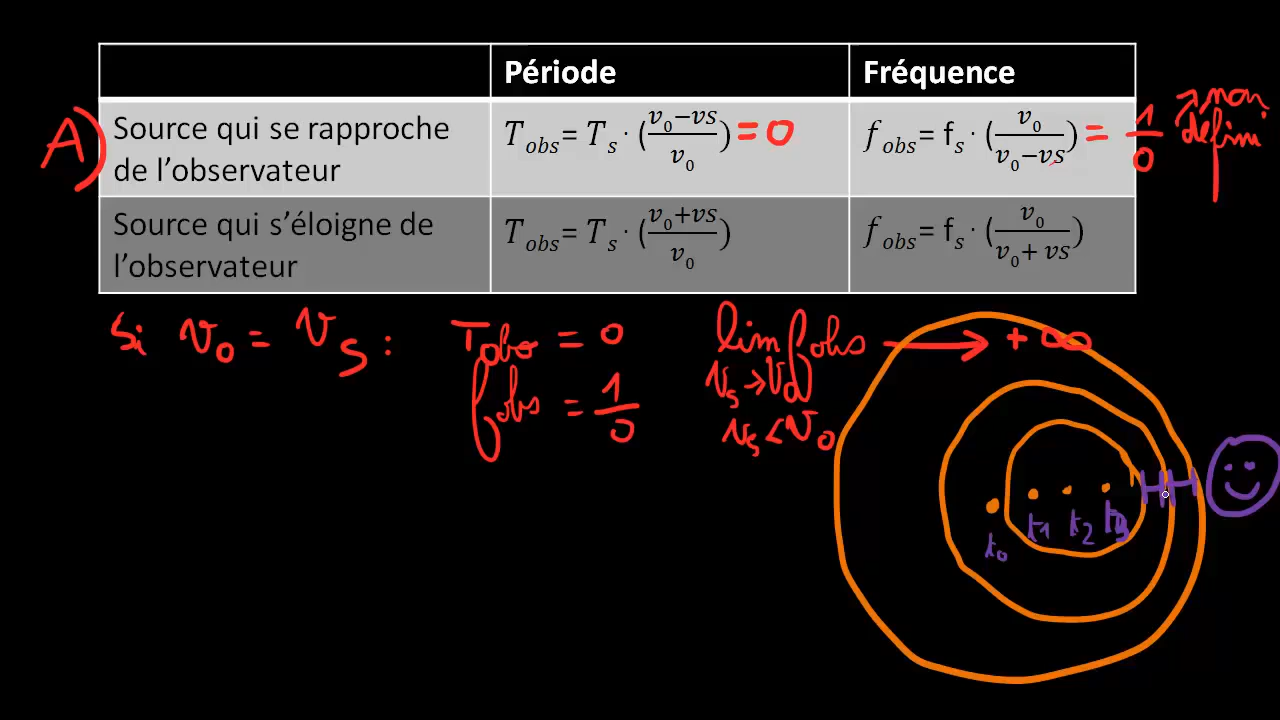 Période Fréquence
A) Source qui se rapproche de l’observateur T_obs= T_s · (v_0−vs / v_0) = 0 f_obs= f_s · (v_0 / v_0−vs) = 1/0 → non défini
Source qui s’éloigne de l’observateur T_obs= T_s · (v_0+vs / v_0) f_obs= f_s · (v_0 / v_0+ vs)
Si v_0 = v_s : T_obs = 0 lim f_obs → + ∞
f_obs = 1/0 v_s → v_0
v_s < v_0
t_0 t_1 t_2 t_3